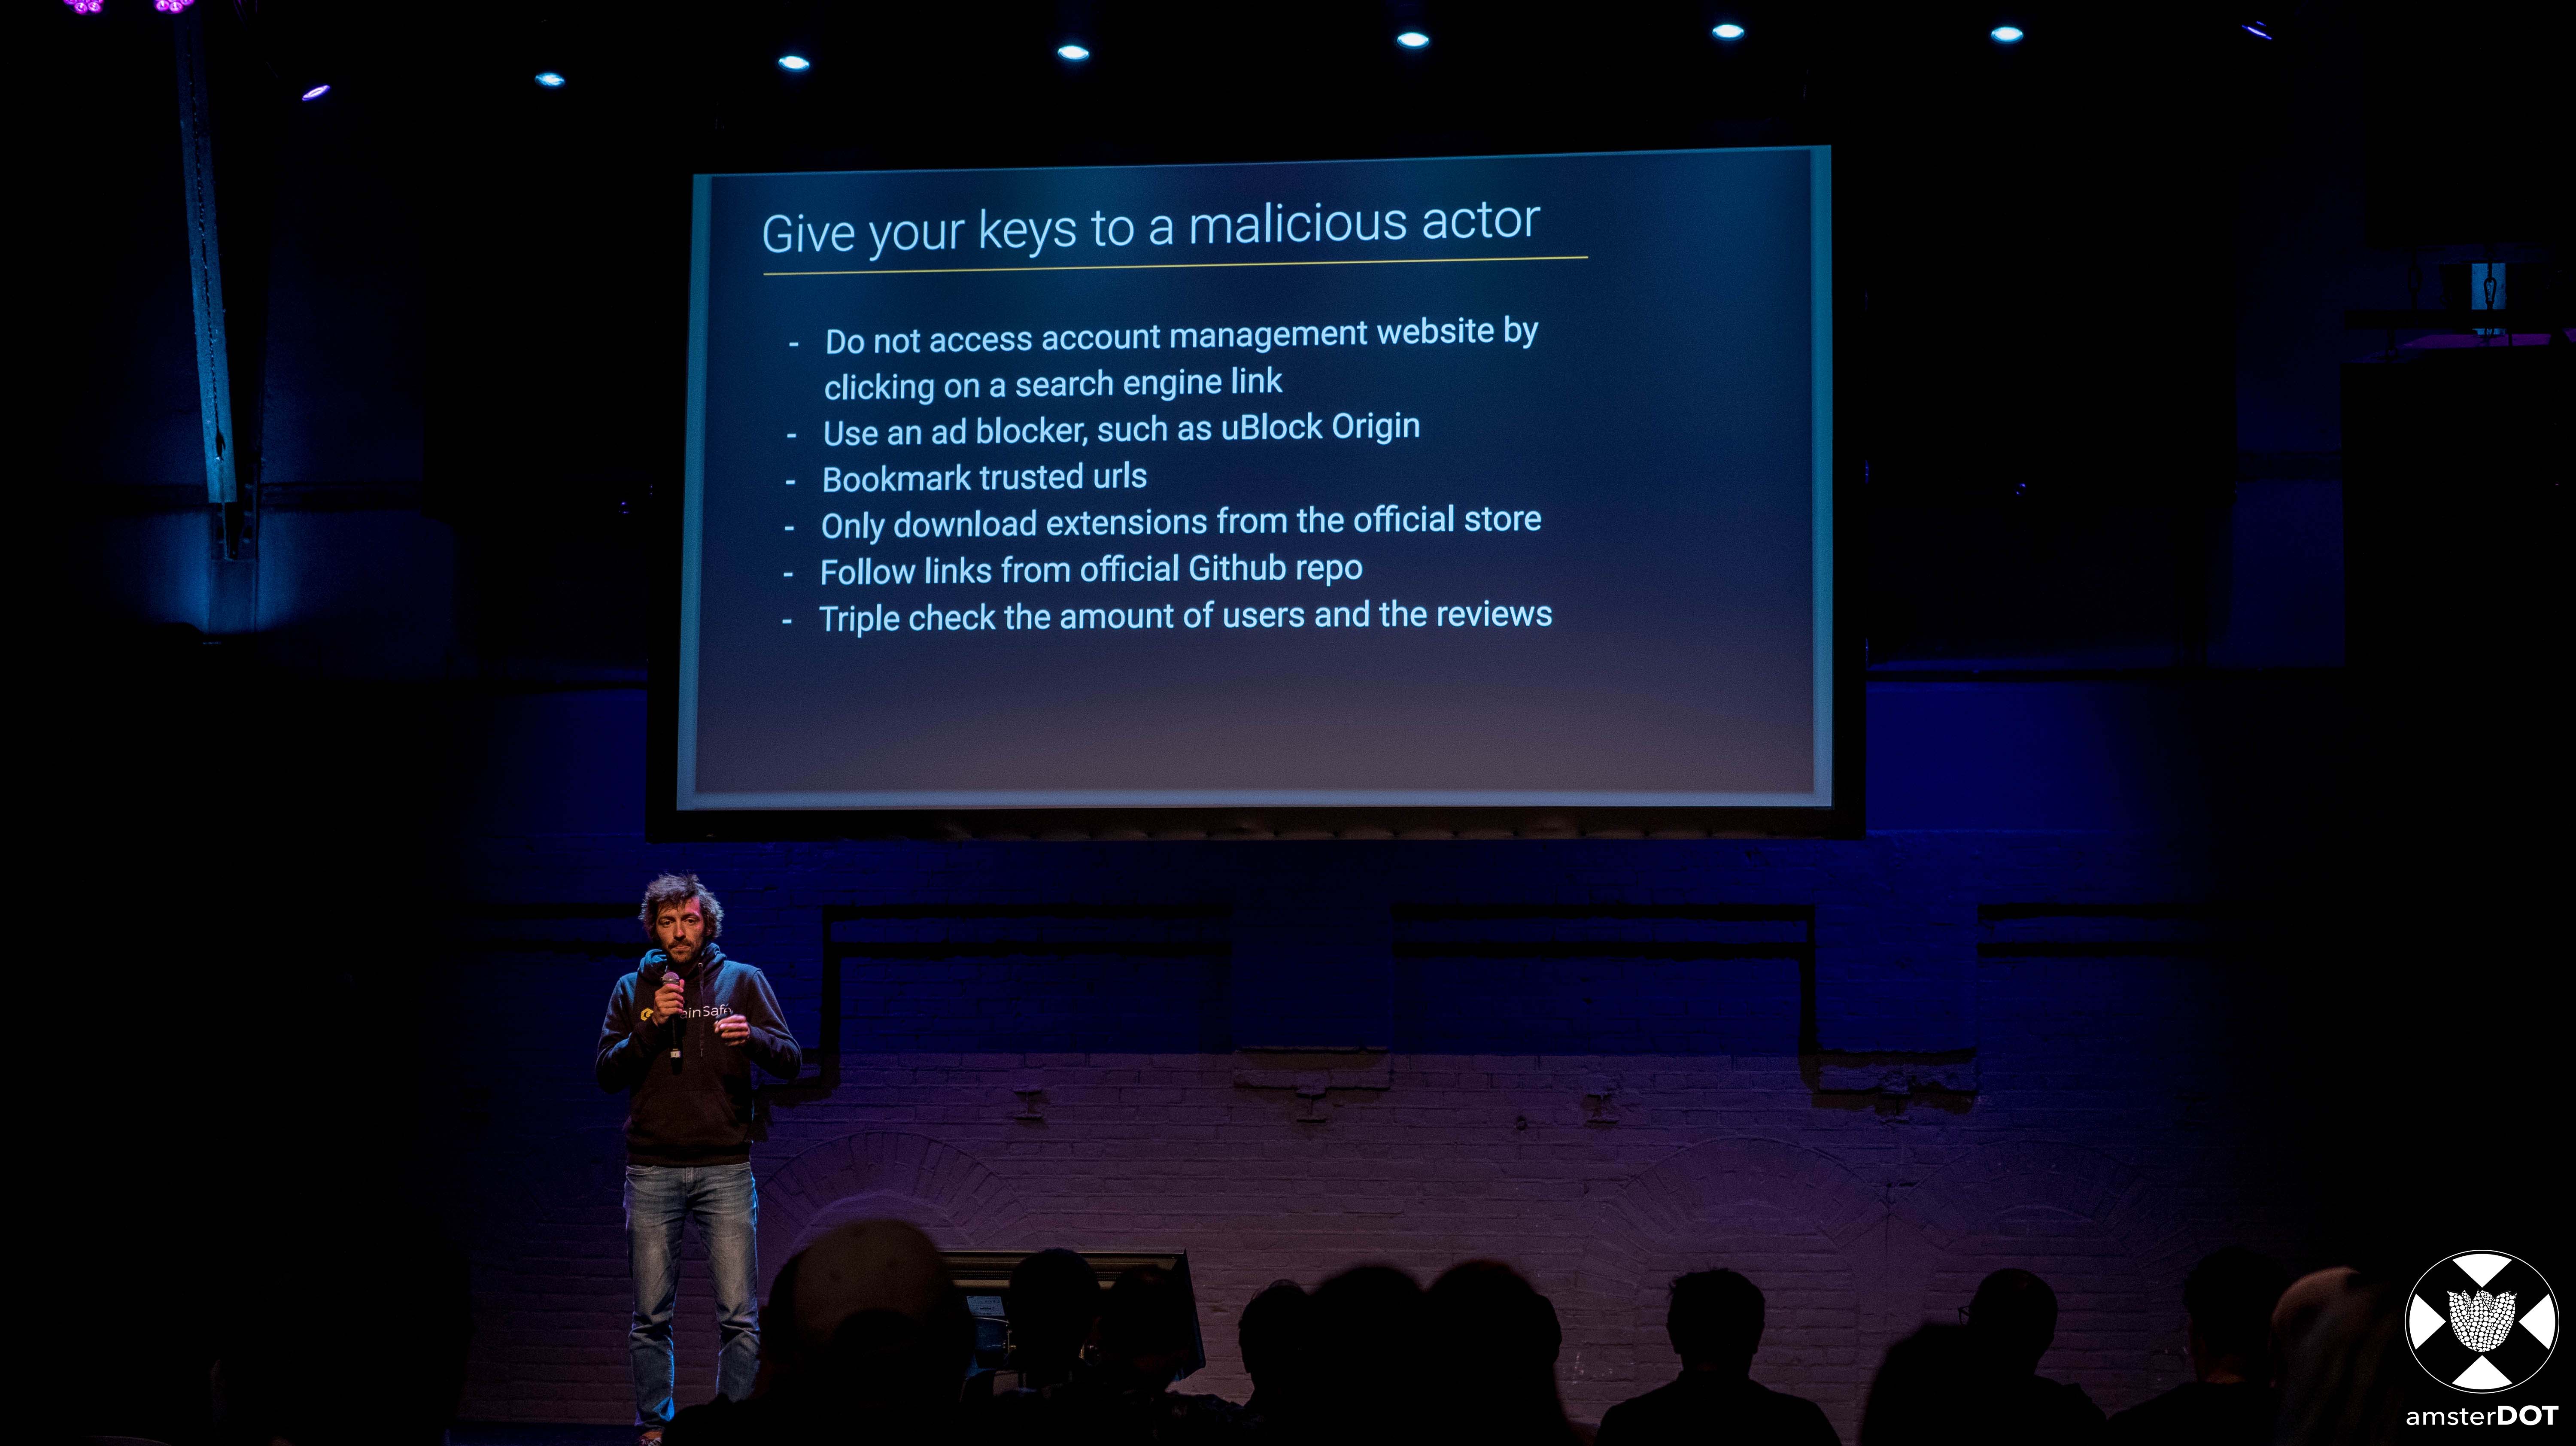 Give your keys to a malicious actor
- Do not access account management website by
clicking on a search engine link
- Use an ad blocker, such as uBlock Origin
- Bookmark trusted urls
- Only download extensions from the official store
- Follow links from official Github repo
- Triple check the amount of users and the reviews
amsterDOT